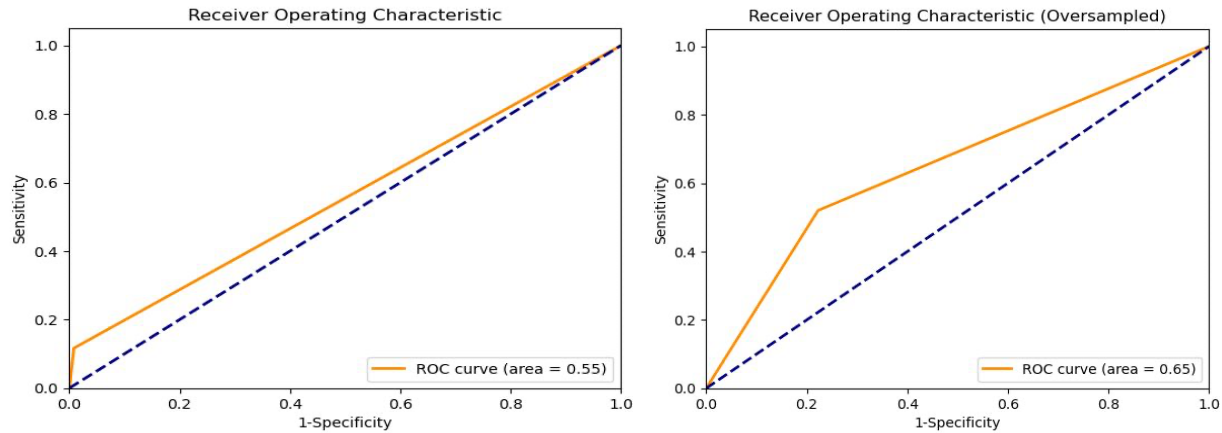 Receiver Operating Characteristic
1.0
0.8
0.6
0.4
0.2
0.0
Sensitivity
ROC curve (area = 0.55)
0.0 0.2 0.4 0.6 0.8 1.0
1-Specificity
Receiver Operating Characteristic (Oversampled)
1.0
0.8
0.6
0.4
0.2
0.0
Sensitivity
ROC curve (area = 0.65)
0.0 0.2 0.4 0.6 0.8 1.0
1-Specificity